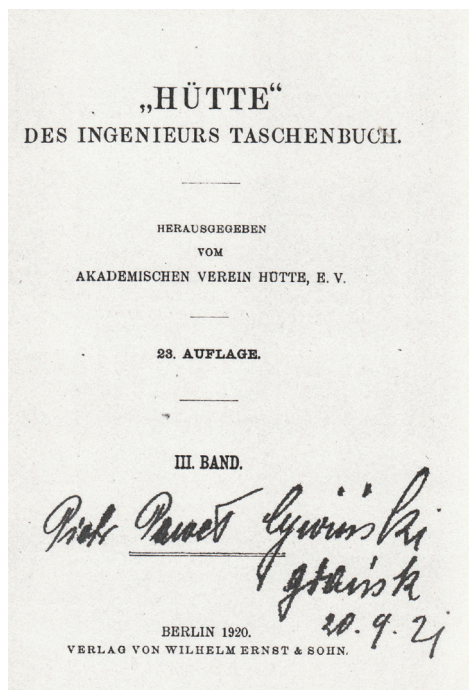 „HÜTTE“
DES INGENIEURS TASCHENBUCH.
HERAUSGEGEBEN
VOM
AKADEMISCHEN VEREIN HÜTTE, E. V.
23. AUFLAGE.
III. BAND.
Piotr Paweł
Gdańsk
20. 9. 21
BERLIN 1920.
VERLAG VON WILHELM ERNST & SOHN.